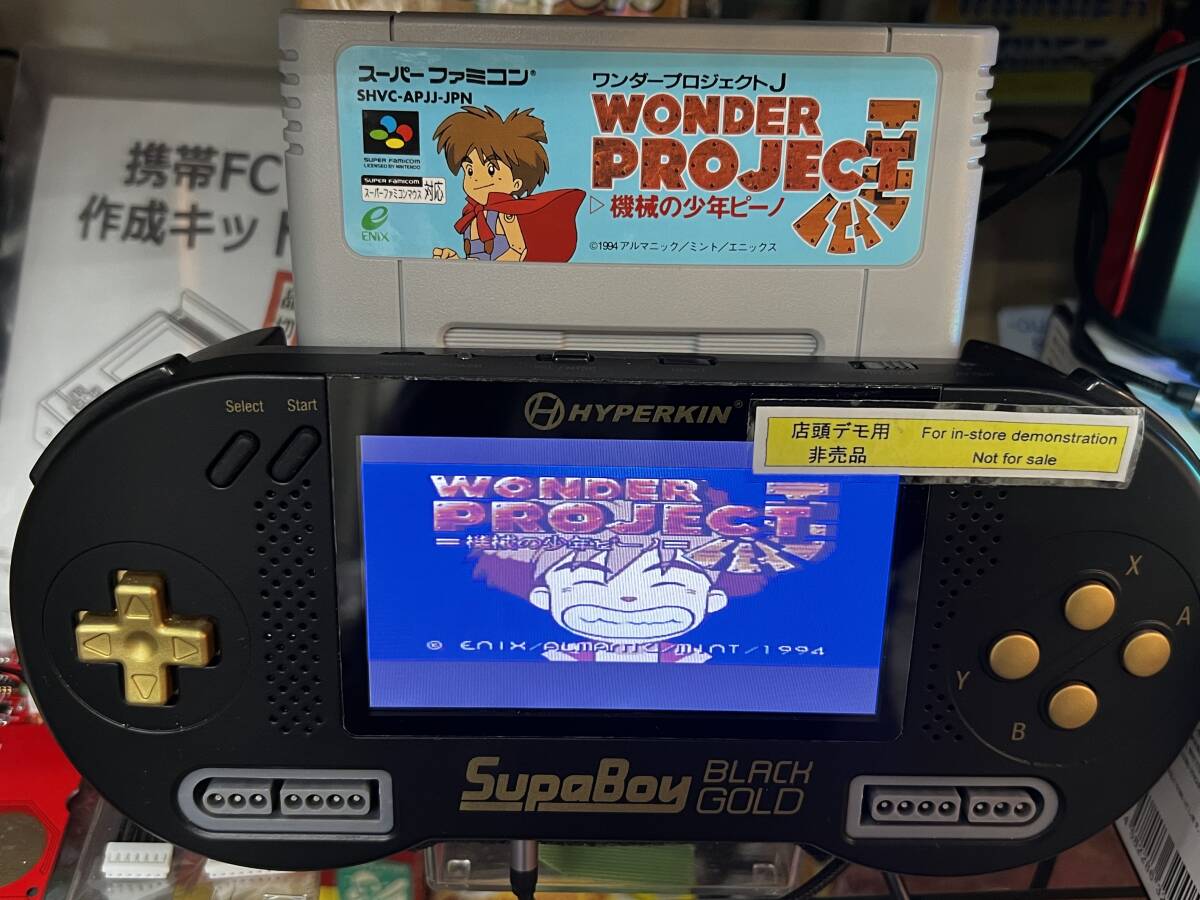 スーパーファミコン®
SHVC-APJJ-JPN
SUPER FAMICOM
LICENSED BY NINTENDO
SUPER FAMICOM
スーパーファミコンマウス対応
ENIX
ワンダープロジェクトJ
WONDER
PROJECT J
▷機械の少年ピーノ
©1994 アルマニック/ミント/エニックス
携帯FC
作成キット
Select
Start
HYPERKIN®
店頭デモ用 For in-store demonstration
非売品 Not for sale
WONDER
PROJECT J
=機械の少年ピーノ=
© ENIX/ALMANIC/MINT/1994
X
A
Y
B
SupaBoy BLACK
GOLD